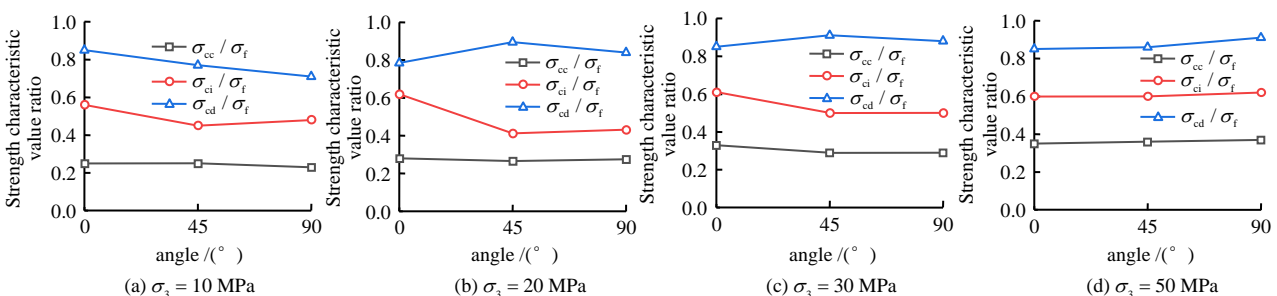 Strength characteristic
value ratio
1.0
0.8
0.6
0.4
0.2
0.0
σcc / σf
σci / σf
σcd / σf
0
45
90
angle /(°)
(a) σ3 = 10 MPa
Strength characteristic
value ratio
1.0
0.8
0.6
0.4
0.2
0.0
σcc / σf
σci / σf
σcd / σf
0
45
90
angle /(°)
(b) σ3 = 20 MPa
Strength characteristic
value ratio
1.0
0.8
0.6
0.4
0.2
0.0
σcc / σf
σci / σf
σcd / σf
0
45
90
angle /(°)
(c) σ3 = 30 MPa
Strength characteristic
value ratio
1.0
0.8
0.6
0.4
0.2
0.0
σcc / σf
σci / σf
σcd / σf
0
45
90
angle /(°)
(d) σ3 = 50 MPa